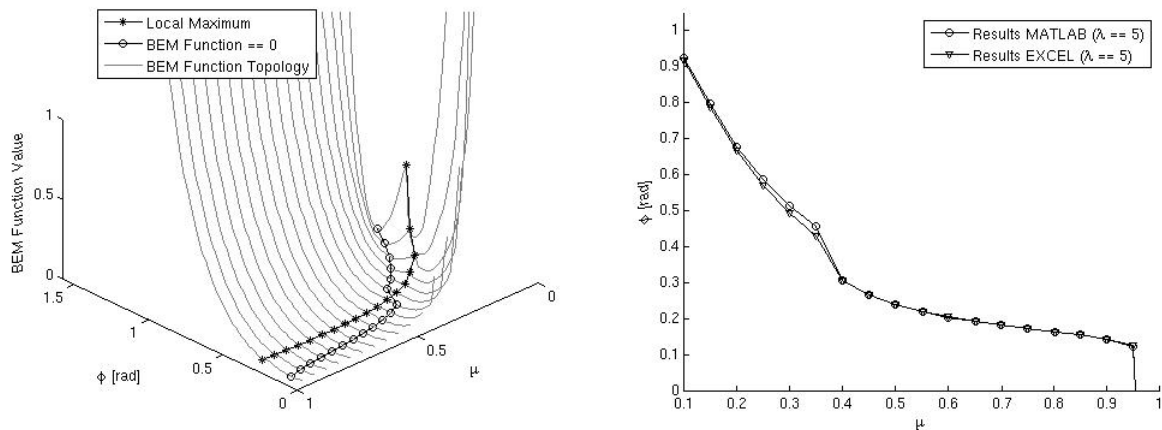 Local Maximum
BEM Function == 0
BEM Function Topology
BEM Function Value
1
0.5
0
1.5
1
0.5
0
ϕ [rad]
0
0.5
1
μ
Results MATLAB (λ == 5)
Results EXCEL (λ == 5)
Φ [rad]
0.9
0.8
0.7
0.6
0.5
0.4
0.3
0.2
0.1
0
0.1 0.2 0.3 0.4 0.5 0.6 0.7 0.8 0.9 1
μ